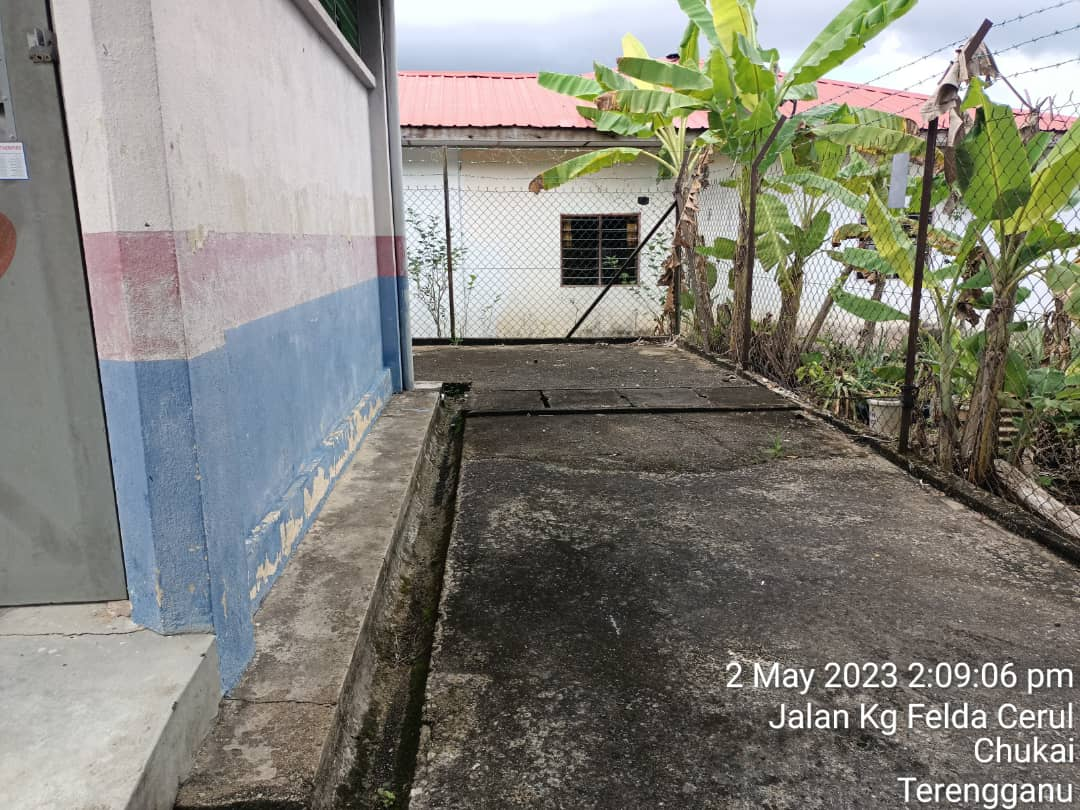 2 May 2023 2:09:06 pm
Jalan Kg Felda Cerul
Chukai
Terengganu